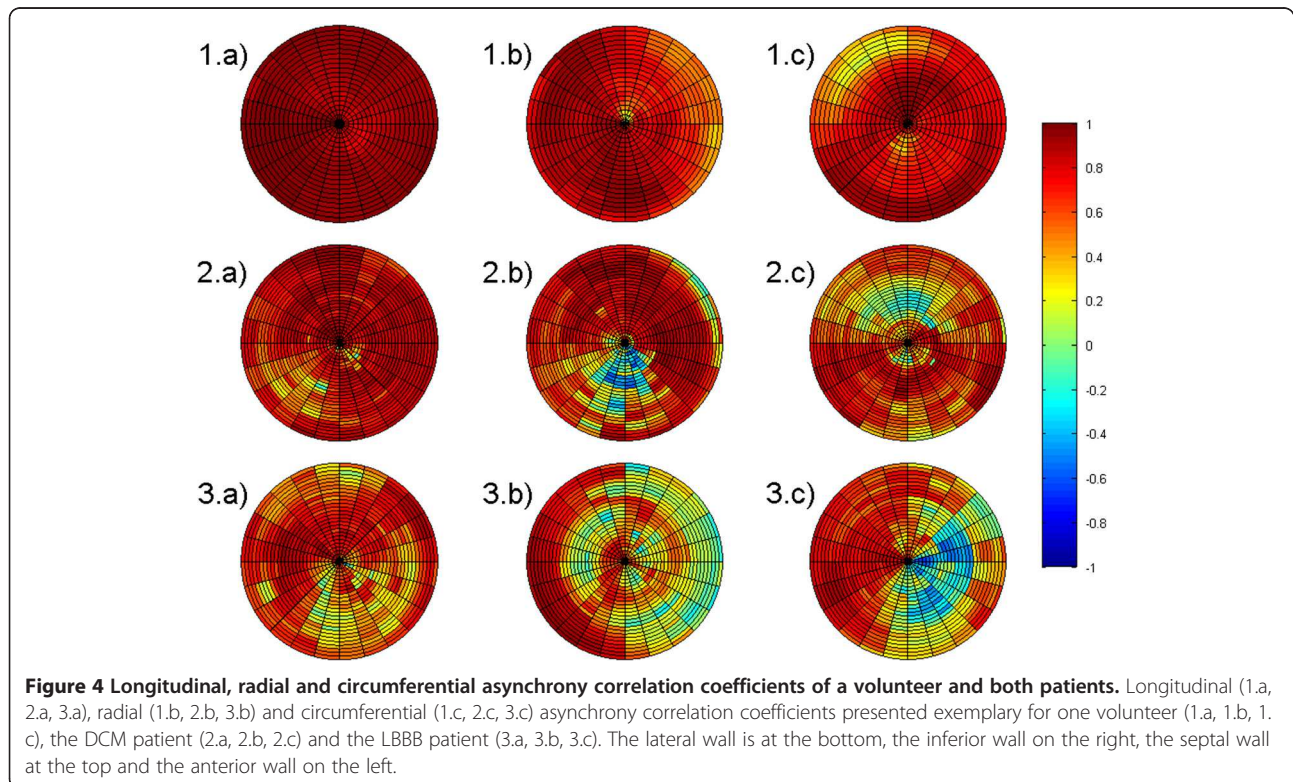 1.a)
1.b)
1.c)
2.a)
2.b)
2.c)
3.a)
3.b)
3.c)
1
0.8
0.6
0.4
0.2
0
-0.2
-0.4
-0.6
-0.8
-1
Figure 4 Longitudinal, radial and circumferential asynchrony correlation coefficients of a volunteer and both patients. Longitudinal (1.a,
2.a, 3.a), radial (1.b, 2.b, 3.b) and circumferential (1.c, 2.c, 3.c) asynchrony correlation coefficients presented exemplary for one volunteer (1.a, 1.b, 1.
c), the DCM patient (2.a, 2.b, 2.c) and the LBBB patient (3.a, 3.b, 3.c). The lateral wall is at the bottom, the inferior wall on the right, the septal wall
at the top and the anterior wall on the left.